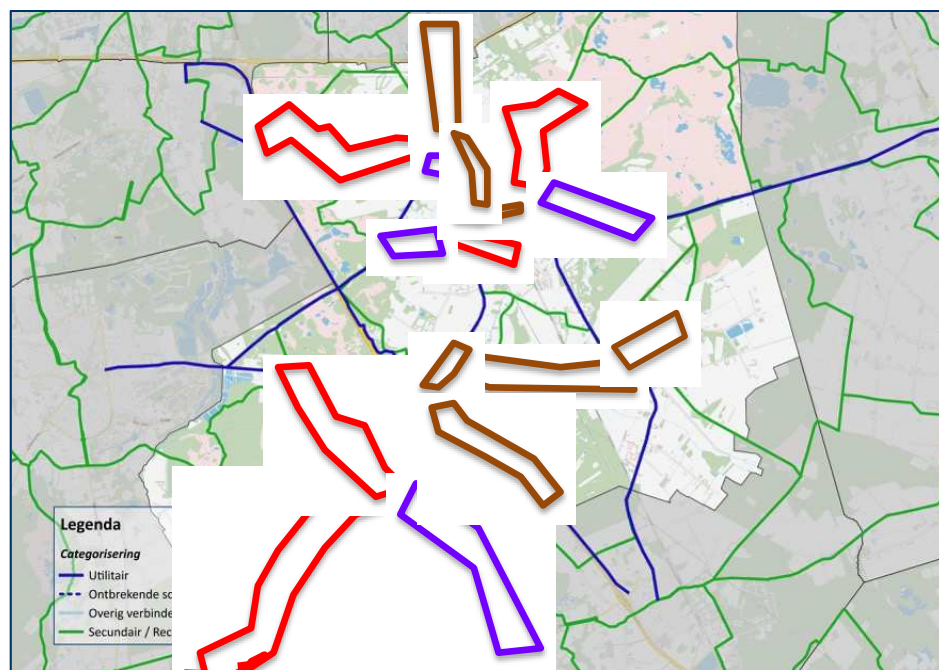 Legenda
Categorisering
Utilitair
Ontbrekende sc
Overig verbinde
Secundair / Rec